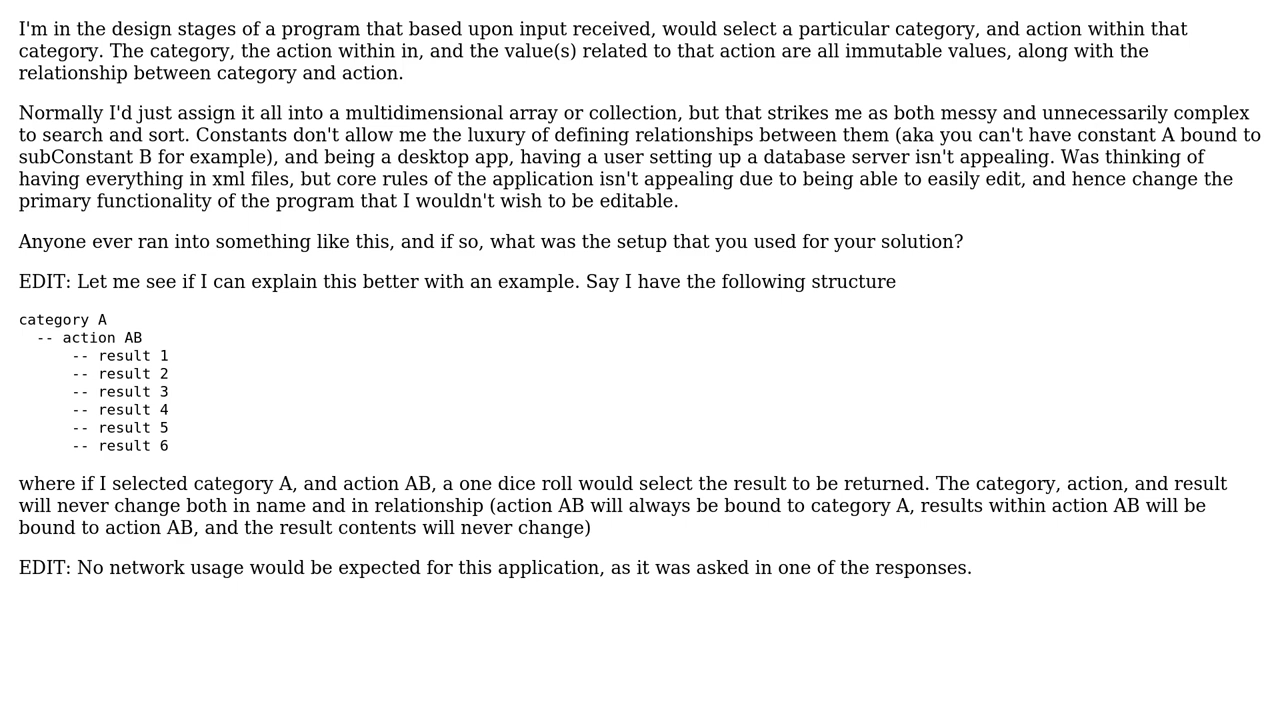 I'm in the design stages of a program that based upon input received, would select a particular category, and action within that
category. The category, the action within in, and the value(s) related to that action are all immutable values, along with the
relationship between category and action.
Normally I'd just assign it all into a multidimensional array or collection, but that strikes me as both messy and unnecessarily complex
to search and sort. Constants don't allow me the luxury of defining relationships between them (aka you can't have constant A bound to
subConstant B for example), and being a desktop app, having a user setting up a database server isn't appealing. Was thinking of
having everything in xml files, but core rules of the application isn't appealing due to being able to easily edit, and hence change the
primary functionality of the program that I wouldn't wish to be editable.
Anyone ever ran into something like this, and if so, what was the setup that you used for your solution?
EDIT: Let me see if I can explain this better with an example. Say I have the following structure
category A
  -- action AB
      -- result 1
      -- result 2
      -- result 3
      -- result 4
      -- result 5
      -- result 6
where if I selected category A, and action AB, a one dice roll would select the result to be returned. The category, action, and result
will never change both in name and in relationship (action AB will always be bound to category A, results within action AB will be
bound to action AB, and the result contents will never change)
EDIT: No network usage would be expected for this application, as it was asked in one of the responses.